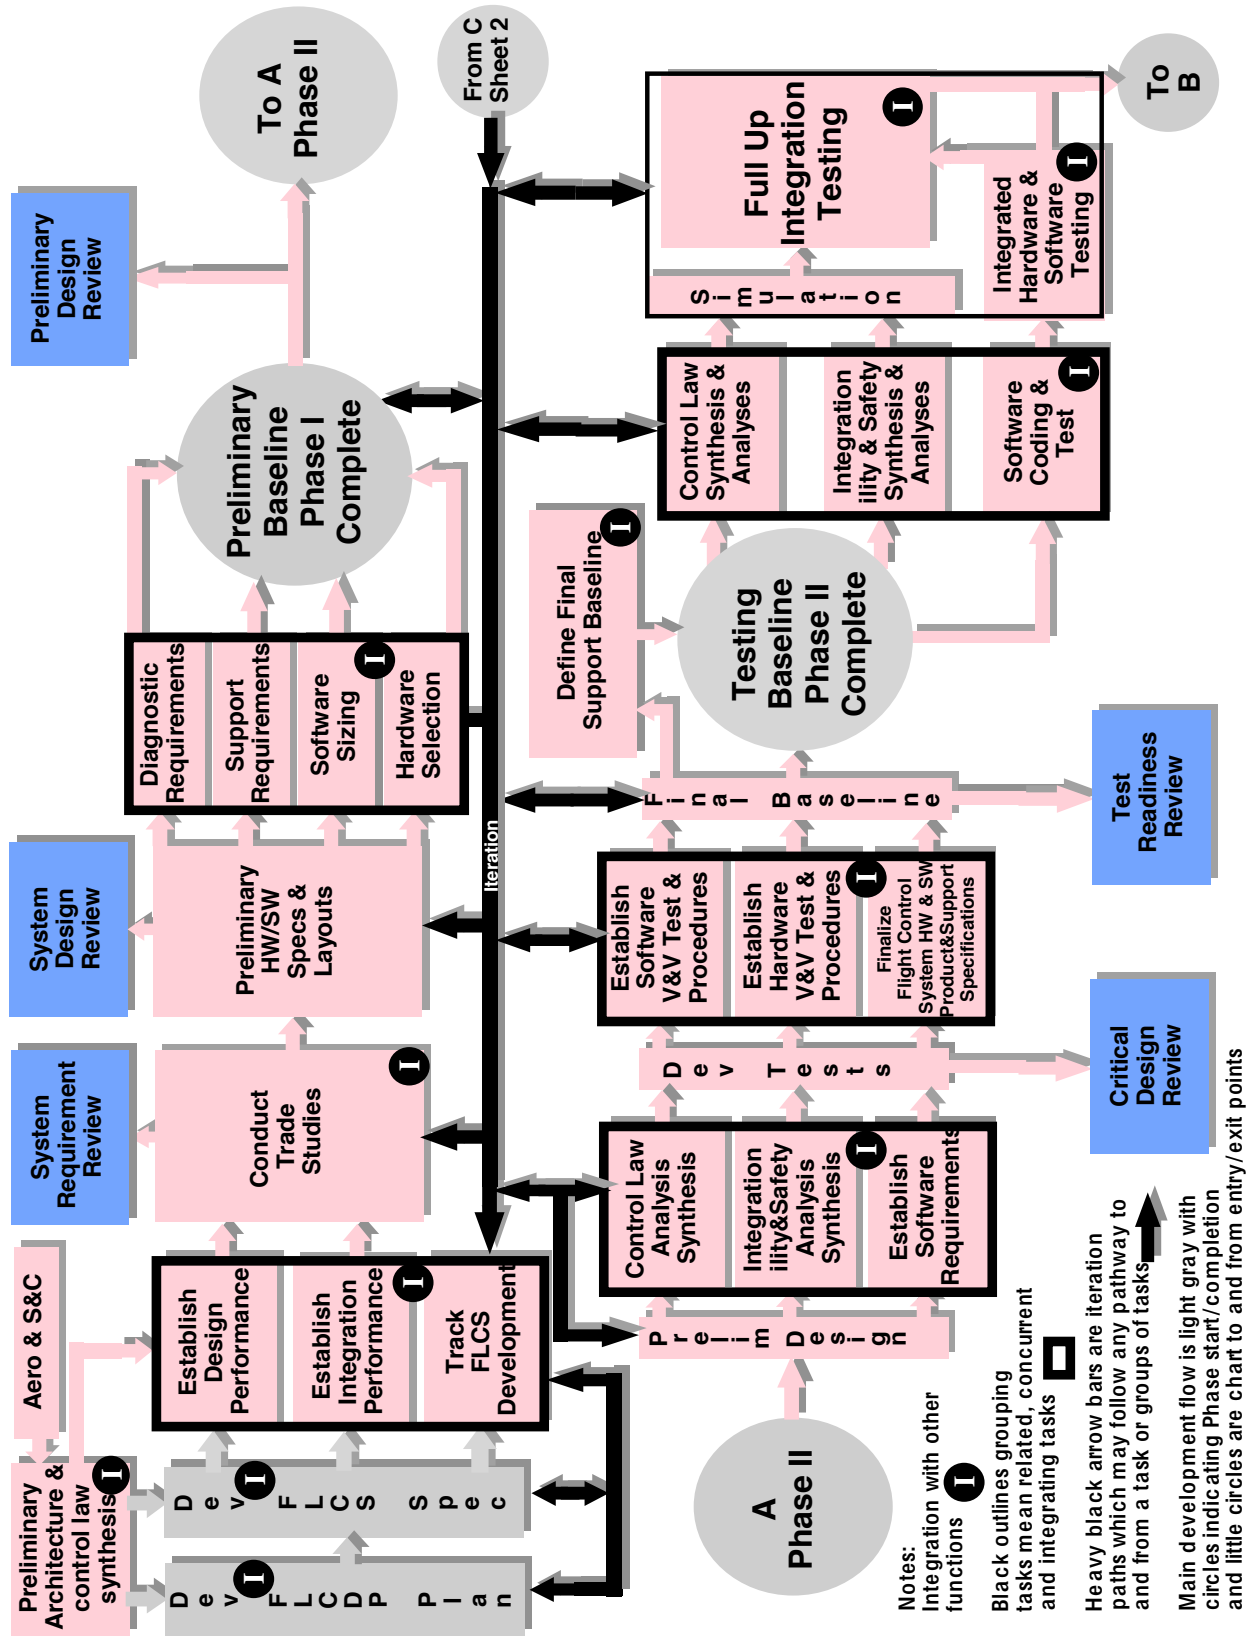 Preliminary
Architecture &
control law
synthesis
I
Aero & S&C
System
Requirement
Review
System
Design
Review
Preliminary
Design
Review
Dev FLCDP Plan
I
Dev FLCS Spec
I
Establish
Design
Performance
Establish
Integration
Performance
I
Track
FLCS
Development
Conduct
Trade
Studies
I
Preliminary
HW/SW
Specs &
Layouts
Diagnostic
Requirements
Support
Requirements
Software
Sizing
I
Hardware
Selection
Preliminary
Baseline
Phase I
Complete
To A
Phase II
Iteration
From C
Sheet 2
A
Phase II
Prelim Design
Control Law
Analysis
Synthesis
Integration
ility&Safety
Analysis
Synthesis
I
Establish
Software
Requirements
Dev Tests
Critical
Design
Review
Establish
Software
V&V Test &
Procedures
Establish
Hardware
V&V Test &
Procedures
I
Finalize
Flight Control
System HW & SW
Product&Support
Specifications
Final Baseline
Test
Readiness
Review
Define Final
Support Baseline
I
Testing
Baseline
Phase II
Complete
Control Law
Synthesis &
Analyses
Integration
ility & Safety
Synthesis &
Analyses
Software
Coding &
Test
I
Simulation
Full Up
Integration
Testing
I
Integrated
Hardware &
Software
Testing
I
To
B
Notes:
Integration with other
functions I
Black outlines grouping
tasks mean related, concurrent
and integrating tasks
Heavy black arrow bars are iteration
paths which may follow any pathway to
and from a task or groups of tasks
Main development flow is light gray with
circles indicating Phase start/completion
and little circles are chart to and from entry/exit points